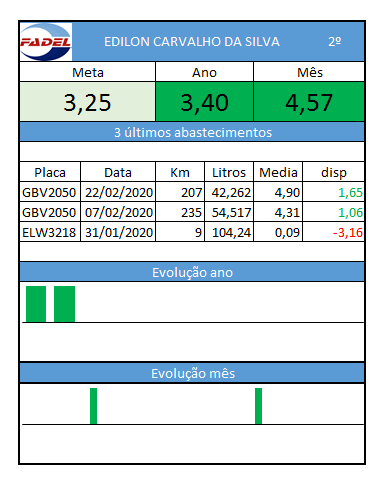 FADEL EDILON CARVALHO DA SILVA 2º
Meta Ano Mês
3,25 3,40 4,57
3 últimos abastecimentos
Placa Data Km Litros Media disp
GBV2050 22/02/2020 207 42,262 4,90 1,65
GBV2050 07/02/2020 235 54,517 4,31 1,06
ELW3218 31/01/2020 9 104,24 0,09 -3,16
Evolução ano
Evolução mês